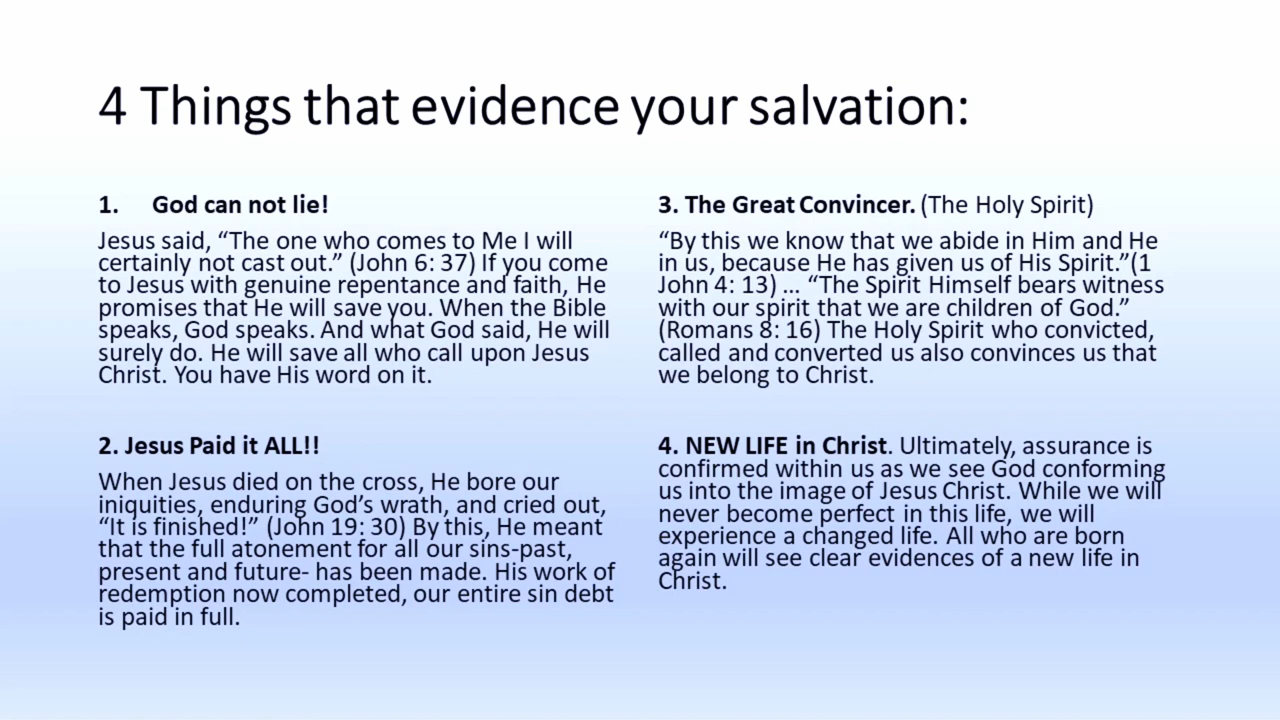 4 Things that evidence your salvation:
1. God can not lie!
Jesus said, “The one who comes to Me I will
certainly not cast out.” (John 6: 37) If you come
to Jesus with genuine repentance and faith, He
promises that He will save you. When the Bible
speaks, God speaks. And what God said, He will
surely do. He will save all who call upon Jesus
Christ. You have His word on it.
2. Jesus Paid it ALL!!
When Jesus died on the cross, He bore our
iniquities, enduring God’s wrath, and cried out,
“It is finished!” (John 19: 30) By this, He meant
that the full atonement for all our sins-past,
present and future- has been made. His work of
redemption now completed, our entire sin debt
is paid in full.
3. The Great Convincer. (The Holy Spirit)
“By this we know that we abide in Him and He
in us, because He has given us of His Spirit.”(1
John 4: 13) … “The Spirit Himself bears witness
with our spirit that we are children of God.”
(Romans 8: 16) The Holy Spirit who convicted,
called and converted us also convinces us that
we belong to Christ.
4. NEW LIFE in Christ. Ultimately, assurance is
confirmed within us as we see God conforming
us into the image of Jesus Christ. While we will
never become perfect in this life, we will
experience a changed life. All who are born
again will see clear evidences of a new life in
Christ.